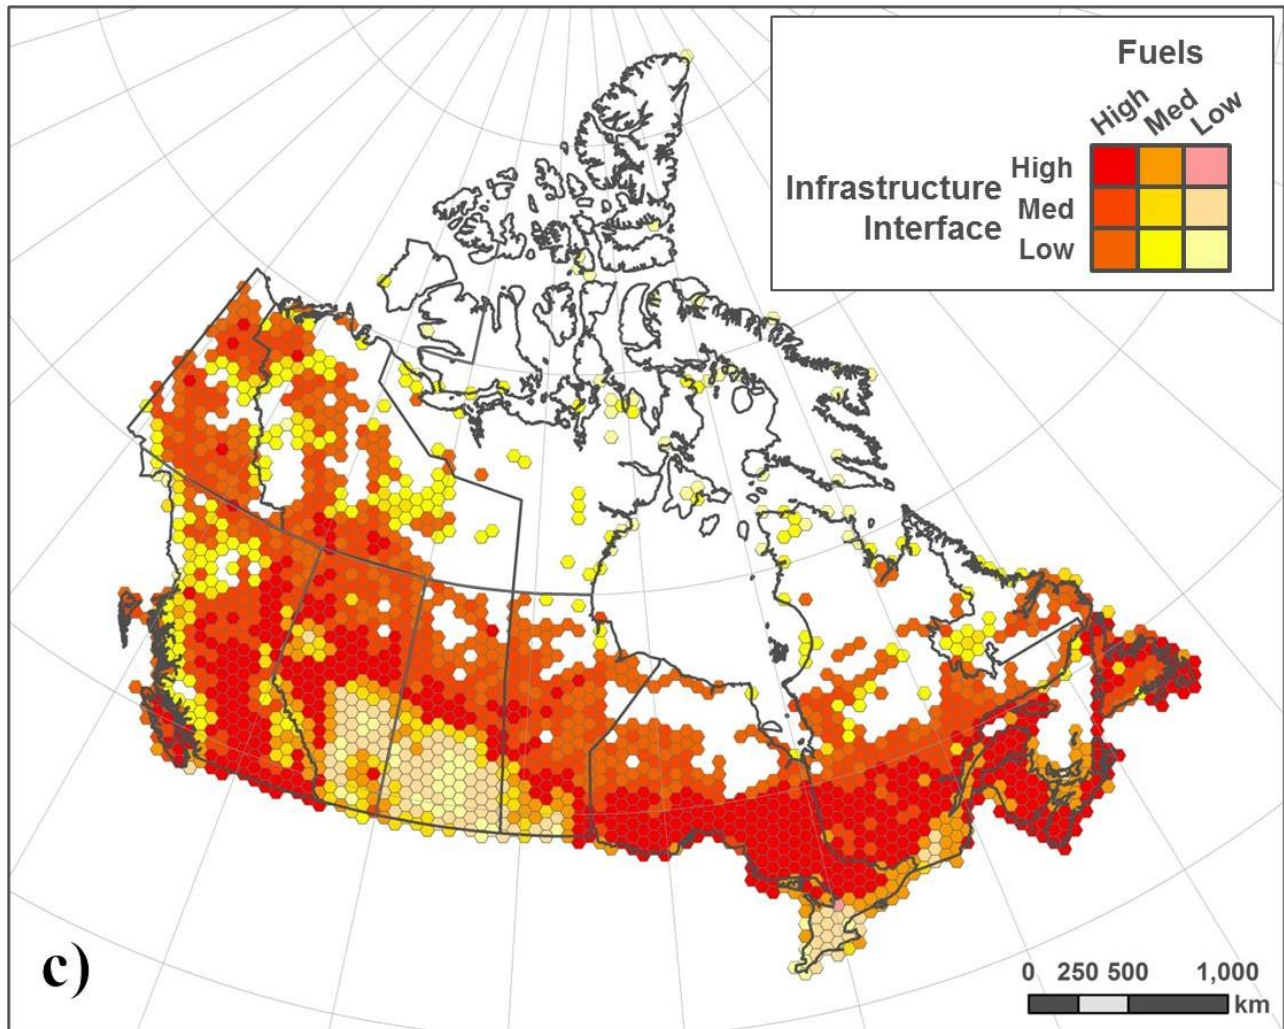 Fuels
High Med Low
High
Infrastructure
Interface
Med
Low
c)
0 250 500 1,000
km